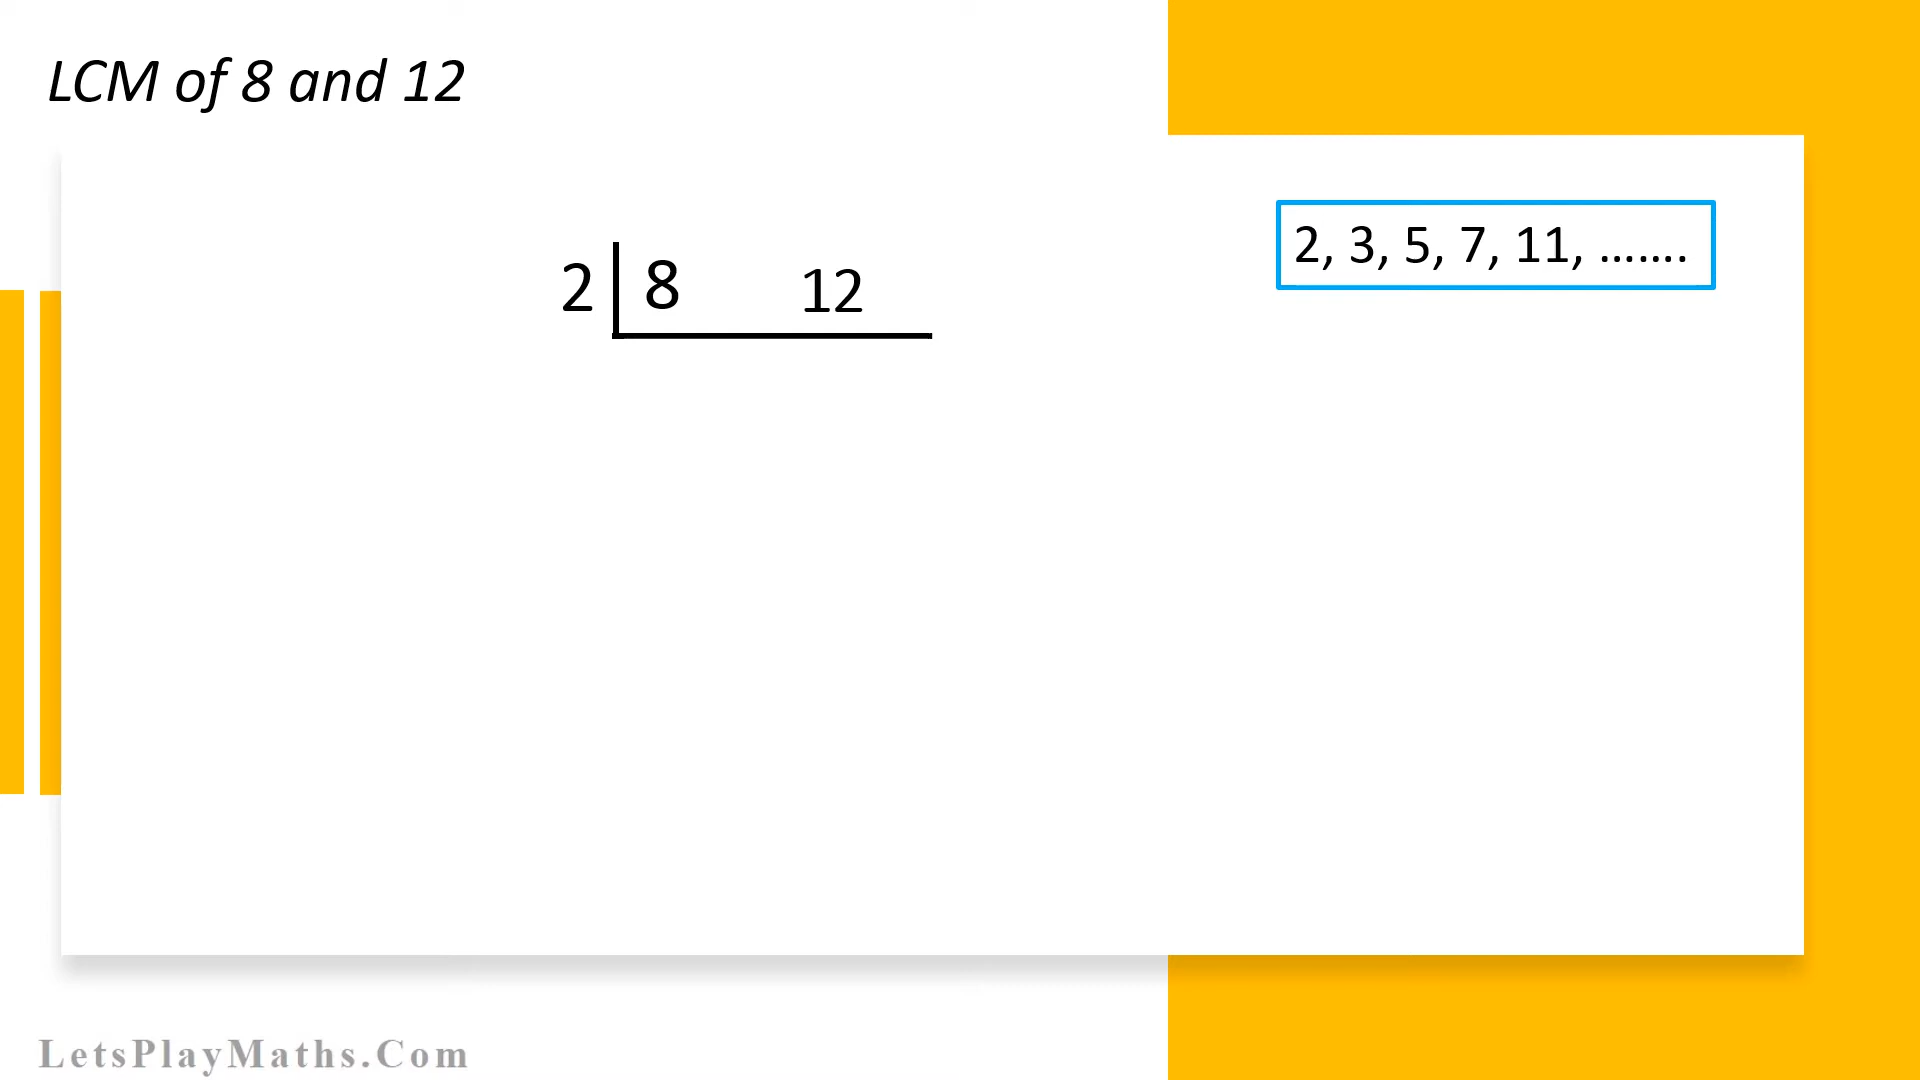 LCM of 8 and 12
2, 3, 5, 7, 11, .......
2 8 12
LetsPlayMaths.Com